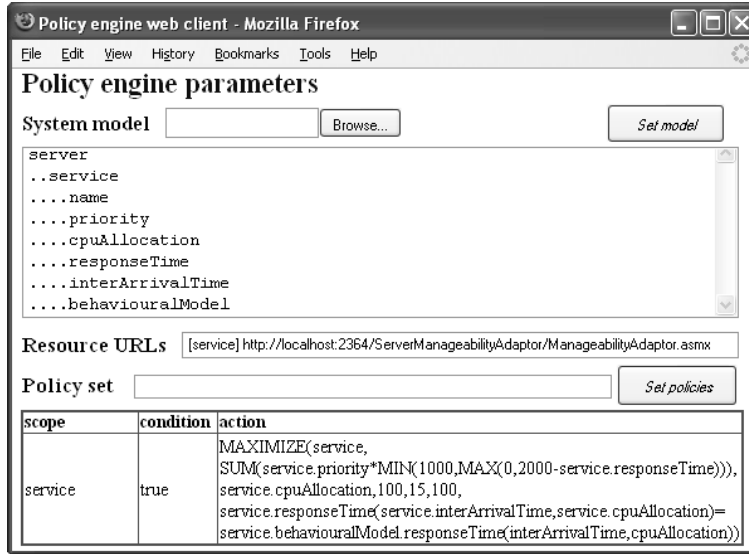 Policy engine web client - Mozilla Firefox
File Edit View History Bookmarks Tools Help
Policy engine parameters
System model Browse... Set model
server
..service
....name
....priority
....cpuAllocation
....responseTime
....interArrivalTime
....behaviouralModel
Resource URLs [service] http://localhost:2364/ServerManageabilityAdaptor/ManageabilityAdaptor.asmx
Policy set Set policies
scope condition action
MAXIMIZE(service,
SUM(service.priority*MIN(1000,MAX(0,2000-service.responseTime))),
service true service.cpuAllocation,100,15,100,
service.responseTime(service.interArrivalTime,service.cpuAllocation)=
service.behaviouralModel.responseTime(interArrivalTime,cpuAllocation))